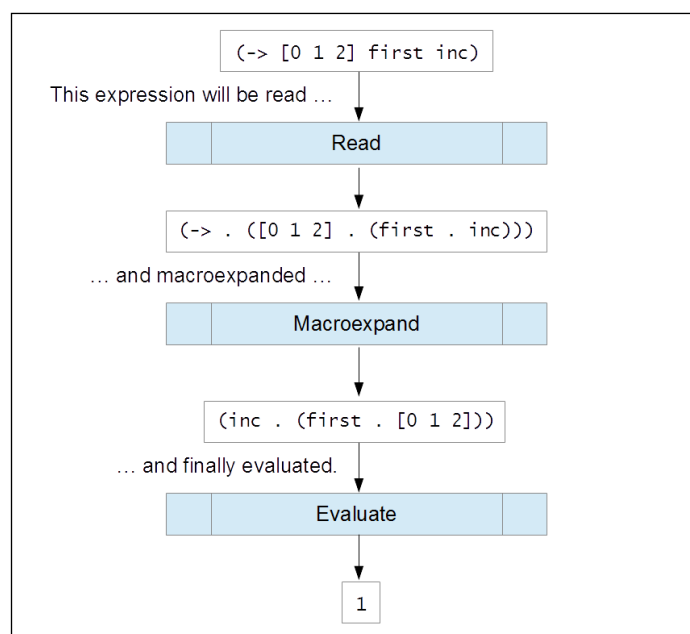 (-> [0 1 2] first inc)
This expression will be read …
Read
(-> . ([0 1 2] . (first . inc)))
… and macroexpanded …
Macroexpand
(inc . (first . [0 1 2]))
… and finally evaluated.
Evaluate
1